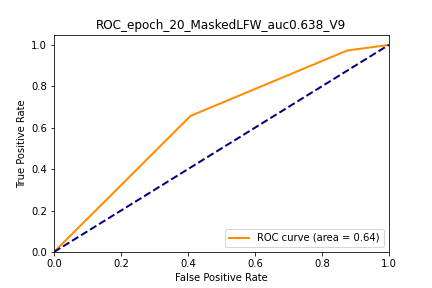 ROC_epoch_20_MaskedLFW_auc0.638_V9
True Positive Rate
1.0
0.8
0.6
0.4
0.2
0.0
ROC curve (area = 0.64)
0.0 0.2 0.4 0.6 0.8 1.0
False Positive Rate